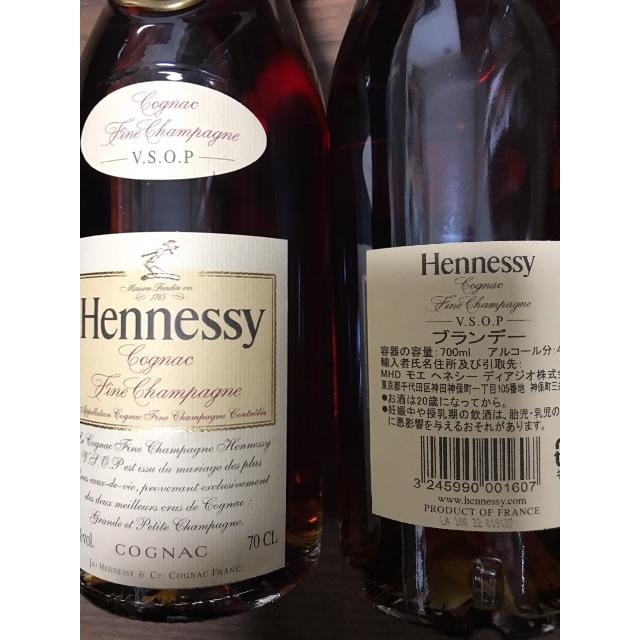 Cognac
Fine Champagne
V.S.O.P
Maison Fondée en
1765
Hennessy
Cognac
Fine Champagne
Appellation Cognac Fine Champagne Contrôlée
Le Cognac Fine Champagne Hennessy
V.S.O.P est issu du mariage des plus
eaux-de-vie, provenant exclusivement
des deux meilleurs crus de Cognac:
Grande et Petite Champagne.
COGNAC
70 CL
JAS HENNESSY & CO. COGNAC FRANCE
Hennessy
Cognac
Fine Champagne
V.S.O.P
ブランデー
容器の容量:700ml アルコール分:4
輸入者氏名住所及び引取先:
MHD モエ ヘネシー ディアジオ株式
東京都千代田区神田神保町一丁目105番地 神保町三
●お酒は20歳になってから。
●妊娠中や授乳期の飲酒は、胎児・乳児の
に悪影響を与えるおそれがあります。
3 245990 001607
www.hennessy.com
PRODUCT OF FRANCE